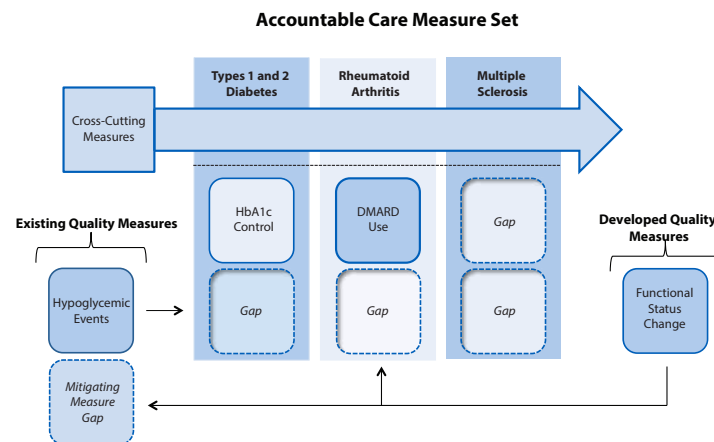 Accountable Care Measure Set
Types 1 and 2
Diabetes
Rheumatoid
Arthritis
Multiple
Sclerosis
Cross-Cutting
Measures
HbA1c
Control
DMARD
Use
Gap
Existing Quality Measures
Developed Quality
Measures
Hypoglycemic
Events
Gap
Gap
Gap
Functional
Status
Change
Mitigating
Measure
Gap